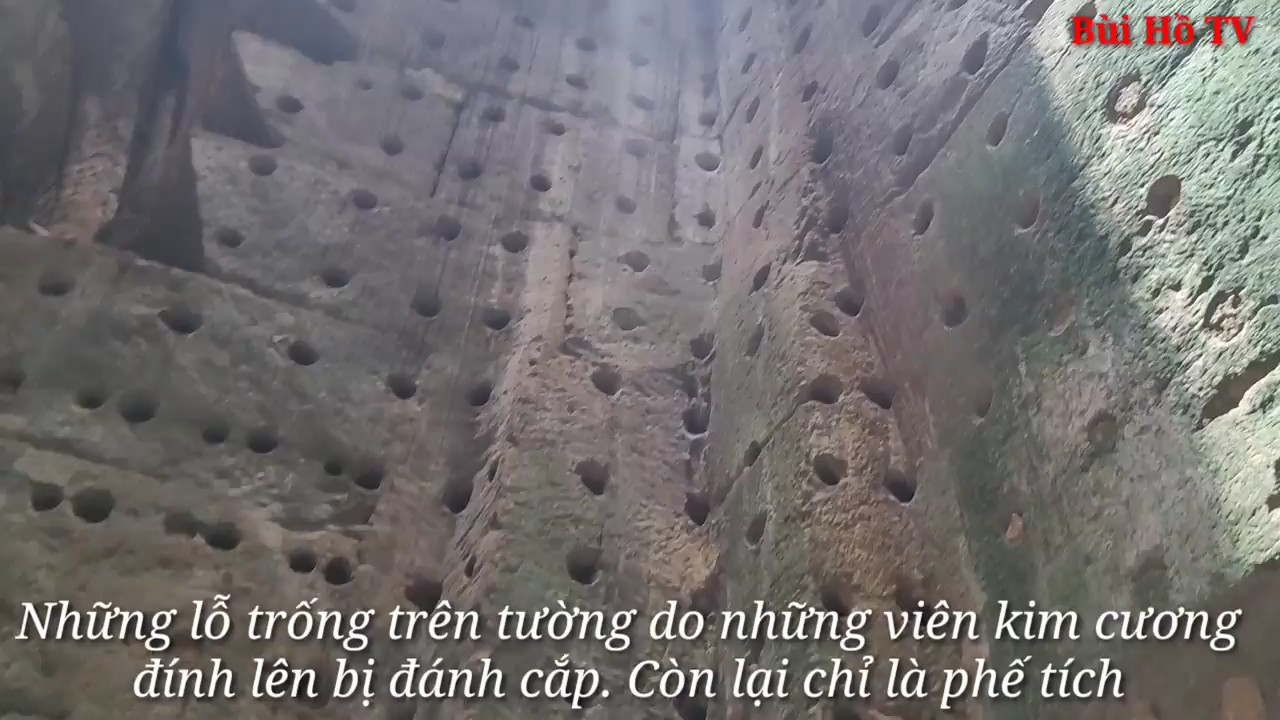 Bùi Hồ TV
Những lỗ trống trên tường do những viên kim cương
đính lên bị đánh cắp. Còn lại chỉ là phế tích